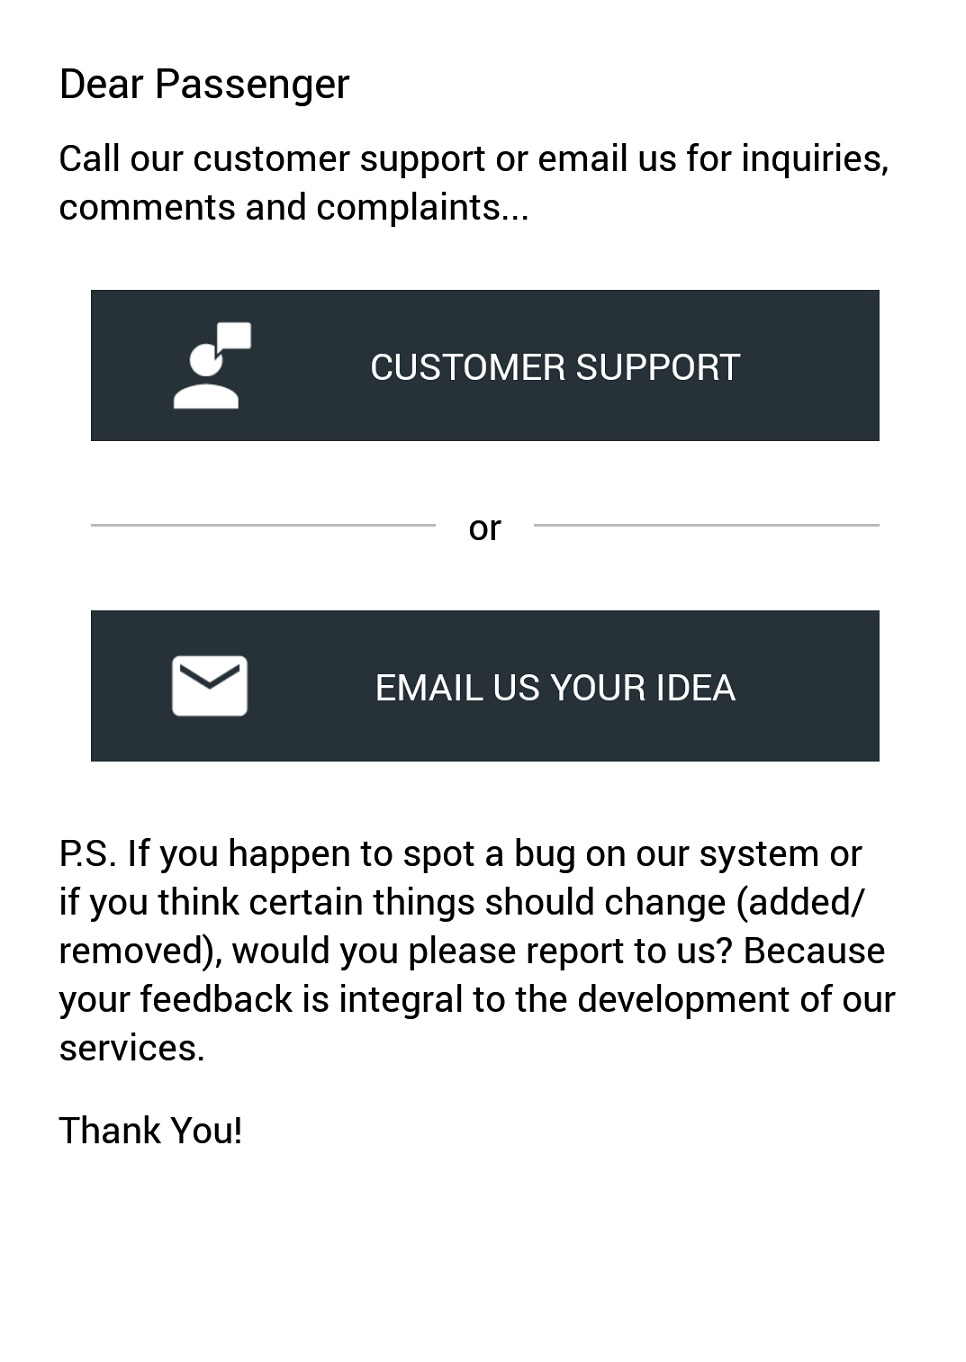 Dear Passenger
Call our customer support or email us for inquiries,
comments and complaints...
CUSTOMER SUPPORT
or
EMAIL US YOUR IDEA
P.S. If you happen to spot a bug on our system or
if you think certain things should change (added/
removed), would you please report to us? Because
your feedback is integral to the development of our
services.
Thank You!